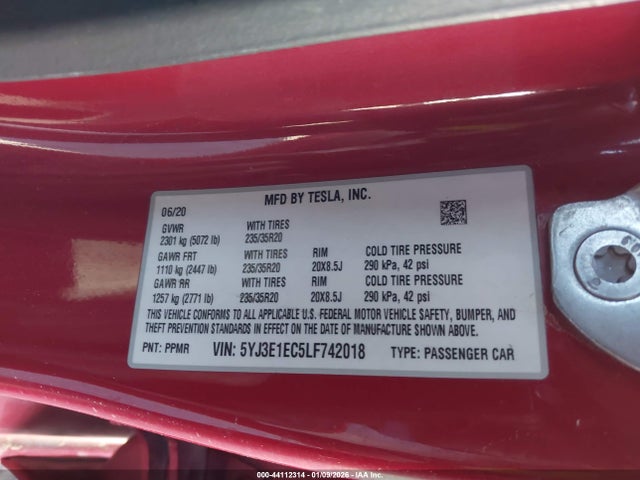 MFD BY TESLA, INC.
06/20
GVWR WITH TIRES
2301 kg (5072 lb) 235/35R20
GAWR FRT WITH TIRES RIM COLD TIRE PRESSURE
1110 kg (2447 lb) 235/35R20 20X8.5J 290 kPa, 42 psi
GAWR RR WITH TIRES RIM COLD TIRE PRESSURE
1257 kg (2771 lb) 235/35R20 20X8.5J 290 kPa, 42 psi
THIS VEHICLE CONFORMS TO ALL APPLICABLE U.S. FEDERAL MOTOR VEHICLE SAFETY, BUMPER, AND
THEFT PREVENTION STANDARDS IN EFFECT ON THE DATE OF MANUFACTURE SHOWN ABOVE.
PNT: PPMR VIN: 5YJ3E1EC5LF742018 TYPE: PASSENGER CAR
000-44112314 | 01/09/2026 | IAA Inc.